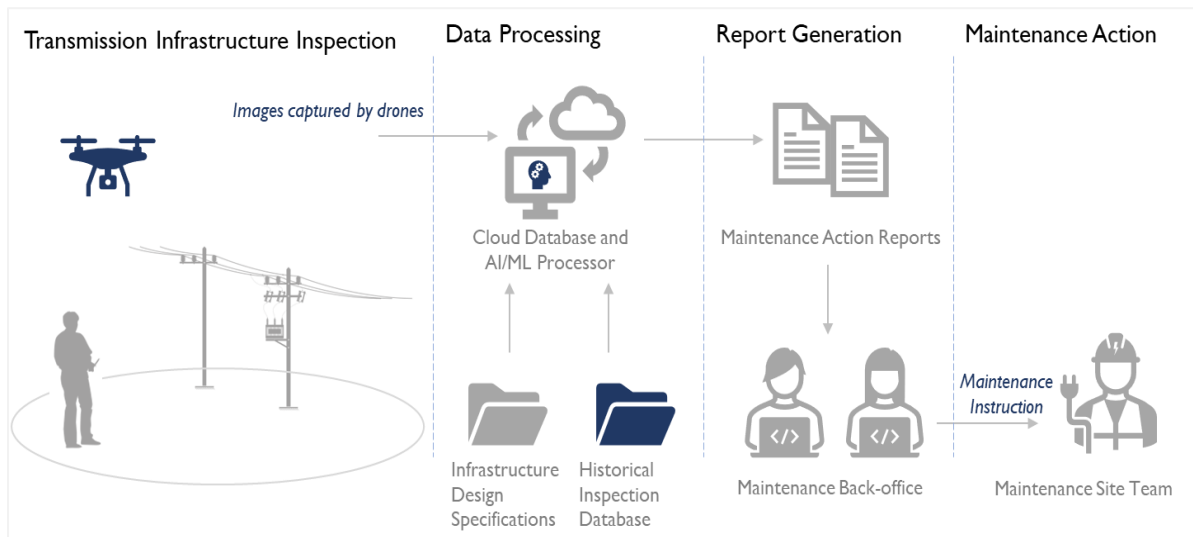 Transmission Infrastructure Inspection
Data Processing
Report Generation
Maintenance Action
Images captured by drones
Cloud Database and
AI/ML Processor
Maintenance Action Reports
Infrastructure
Design
Specifications
Historical
Inspection
Database
</>
</>
Maintenance Back-office
Maintenance
Instruction
Maintenance Site Team